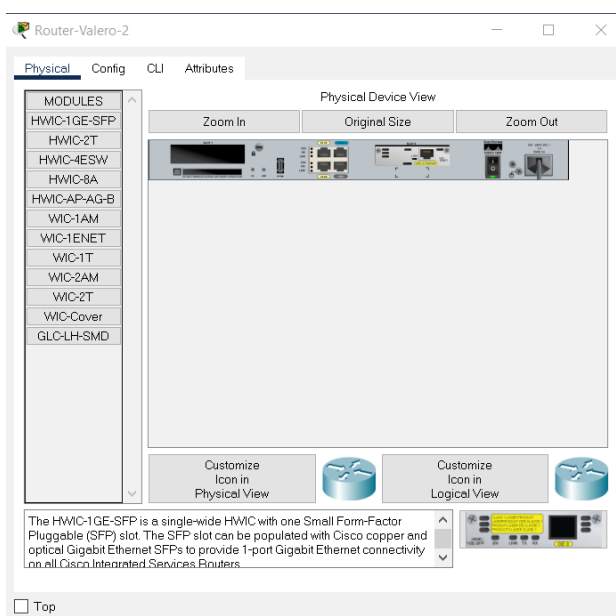 Router-Valero-2
Physical Config CLI Attributes
MODULES
HWIC-1GE-SFP
HWIC-2T
HWIC-4ESW
HWIC-8A
HWIC-AP-AG-B
WIC-1AM
WIC-1ENET
WIC-1T
WIC-2AM
WIC-2T
WIC-Cover
GLC-LH-SMD
Physical Device View
Zoom In Original Size Zoom Out
Customize
Icon in
Physical View
Customize
Icon in
Logical View
The HWIC-1GE-SFP is a single-wide HWIC with one Small Form-Factor
Pluggable (SFP) slot. The SFP slot can be populated with Cisco copper and
optical Gigabit Ethernet SFPs to provide 1-port Gigabit Ethernet connectivity
on all Cisco Integrated Services Routers
Top